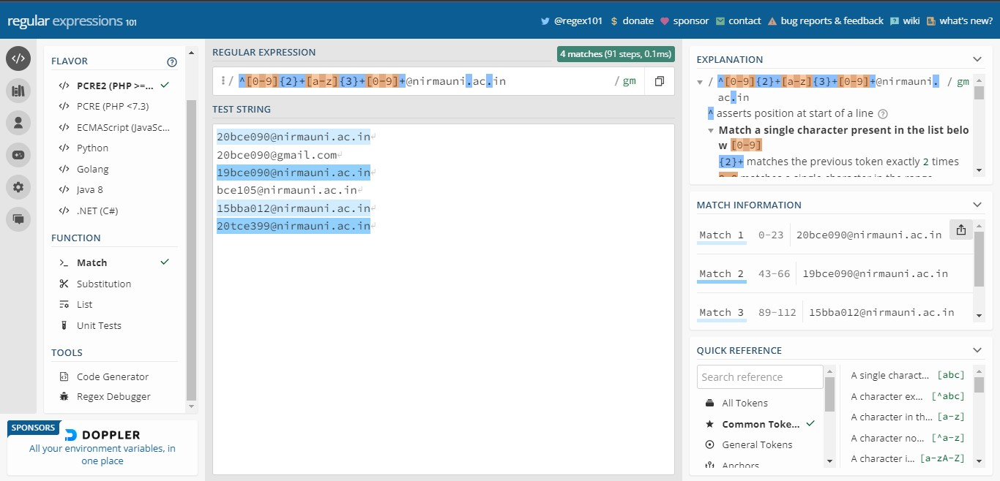 regular expressions 101
@regex101 $ donate sponsor contact bug reports & feedback wiki what's new?
FLAVOR
</> PCRE2 (PHP >=...
</> PCRE (PHP <7.3)
</> ECMAScript (JavaSc...
</> Python
</> Golang
</> Java 8
</> .NET (C#)
FUNCTION
>_ Match
Substitution
List
Unit Tests
TOOLS
Code Generator
Regex Debugger
SPONSORS
DOPPLER
All your environment variables, in
one place
REGULAR EXPRESSION
4 matches (91 steps, 0.1ms)
/ ^[0-9]{2}+[a-z]{3}+[0-9]+@nirmauni.ac.in / gm
TEST STRING
20bce090@nirmauni.ac.in
20bce090@gmail.com
19bce090@nirmauni.ac.in
bce105@nirmauni.ac.in
15bba012@nirmauni.ac.in
20tce399@nirmauni.ac.in
EXPLANATION
/ ^[0-9]{2}+[a-z]{3}+[0-9]+@nirmauni. / gm
ac.in
^ asserts position at start of a line
Match a single character present in the list belo
w [0-9]
{2}+ matches the previous token exactly 2 times
MATCH INFORMATION
Match 1 0-23 20bce090@nirmauni.ac.in
Match 2 43-66 19bce090@nirmauni.ac.in
Match 3 89-112 15bba012@nirmauni.ac.in
QUICK REFERENCE
Search reference
All Tokens
Common Toke...
General Tokens
Anchors
A single charact... [abc]
A character ex... [^abc]
A character in th... [a-z]
A character no... [^a-z]
A character i... [a-zA-Z]